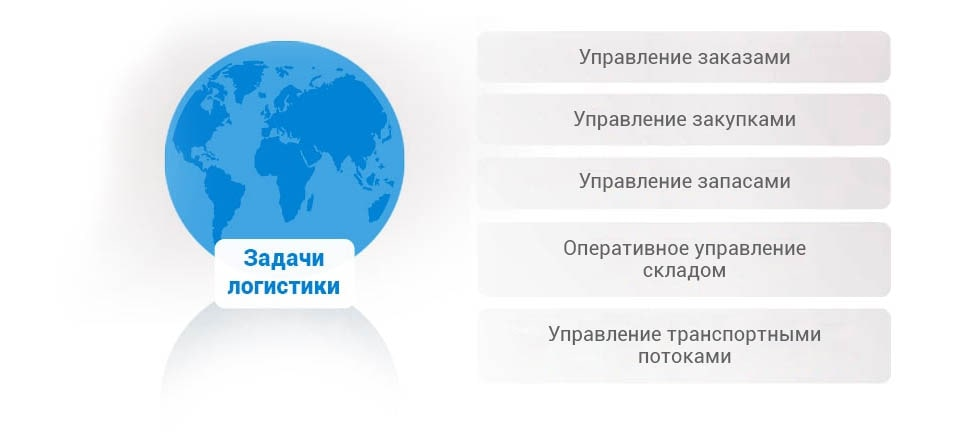 Задачи
логистики
Управление заказами
Управление закупками
Управление запасами
Оперативное управление
складом
Управление транспортными
потоками